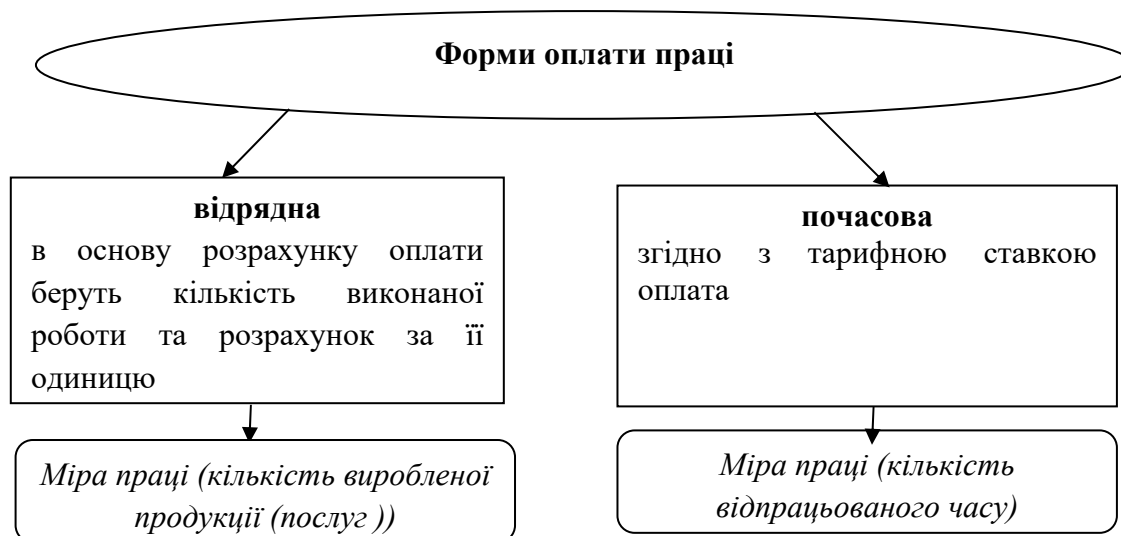 Форми оплати праці
відрядна
в основу розрахунку оплати
беруть кількість виконаної
роботи та розрахунок за її
одиницю
почасова
згідно з тарифною ставкою
оплата
Міра праці (кількість виробленої
продукції (послуг ))
Міра праці (кількість
відпрацьованого часу)